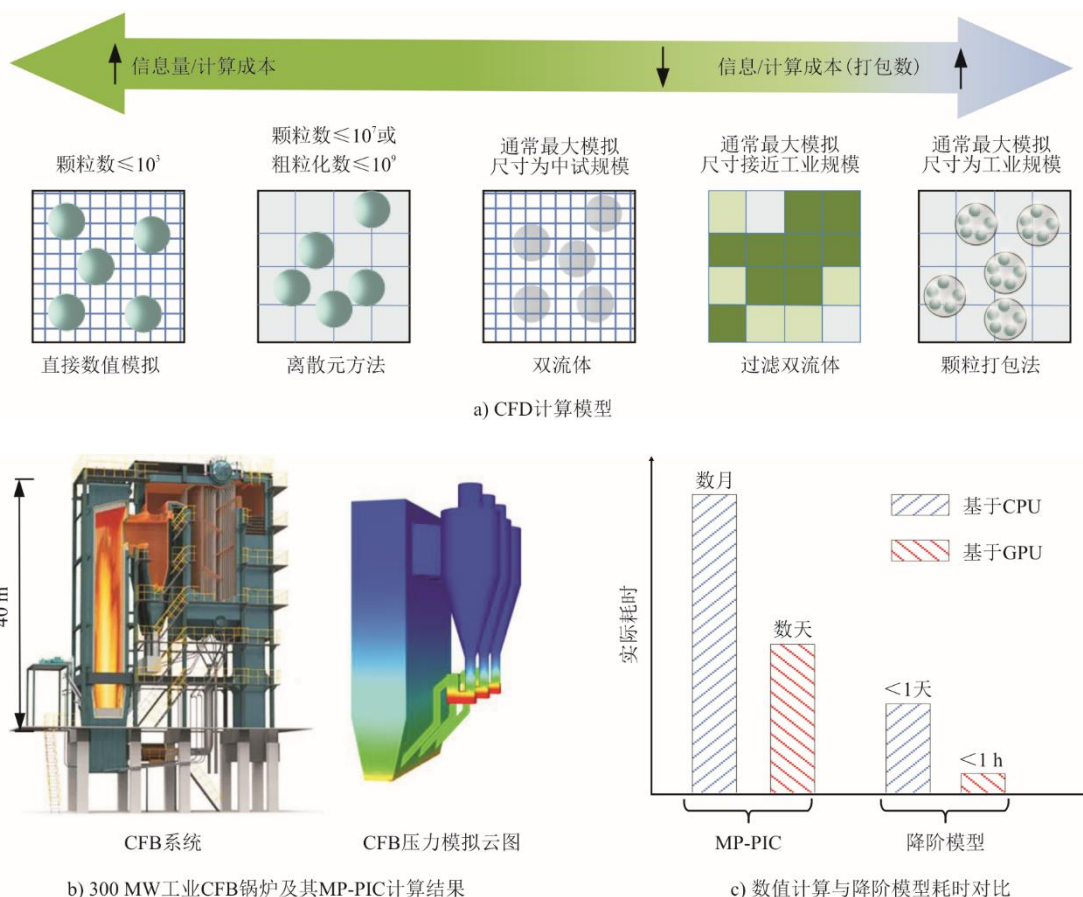 信息量/计算成本
信息/计算成本(打包数)
颗粒数≤10³
颗粒数≤10⁷或
粗粒化数≤10⁹
通常最大模拟
尺寸为中试规模
通常最大模拟
尺寸接近工业规模
通常最大模拟
尺寸为工业规模
直接数值模拟
离散元方法
双流体
过滤双流体
颗粒打包法
a) CFD计算模型
40 m
CFB系统
CFB压力模拟云图
b) 300 MW工业CFB锅炉及其MP-PIC计算结果
实际耗时
数月
数天
<1天
<1 h
基于CPU
基于GPU
MP-PIC
降阶模型
c) 数值计算与降阶模型耗时对比